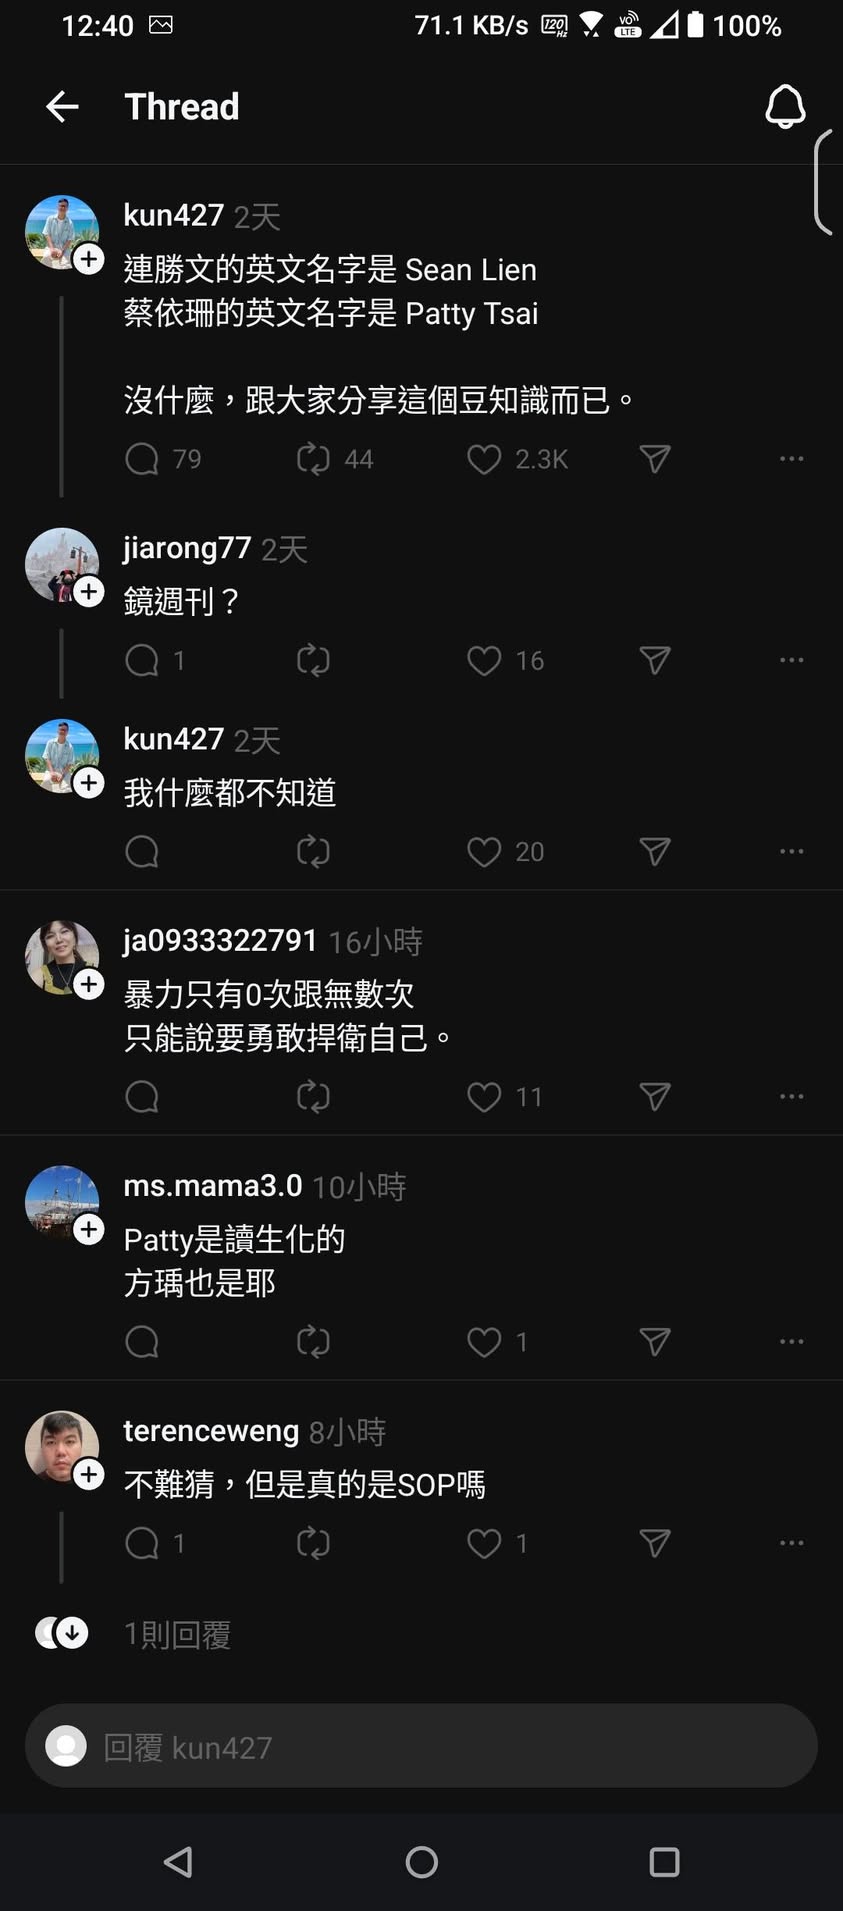 12:40 71.1 KB/s 120 Hz VO LTE 100%
Thread
kun427 2天
連勝文的英文名字是 Sean Lien
蔡依珊的英文名字是 Patty Tsai
沒什麼，跟大家分享這個豆知識而已。
79 44 2.3K
jiarong77 2天
鏡週刊？
1 16
kun427 2天
我什麼都不知道
20
ja0933322791 16小時
暴力只有0次跟無數次
只能說要勇敢捍衛自己。
11
ms.mama3.0 10小時
Patty是讀生化的
方瑀也是耶
1
terenceweng 8小時
不難猜，但是真的是SOP嗎
1 1
1則回覆
回覆 kun427